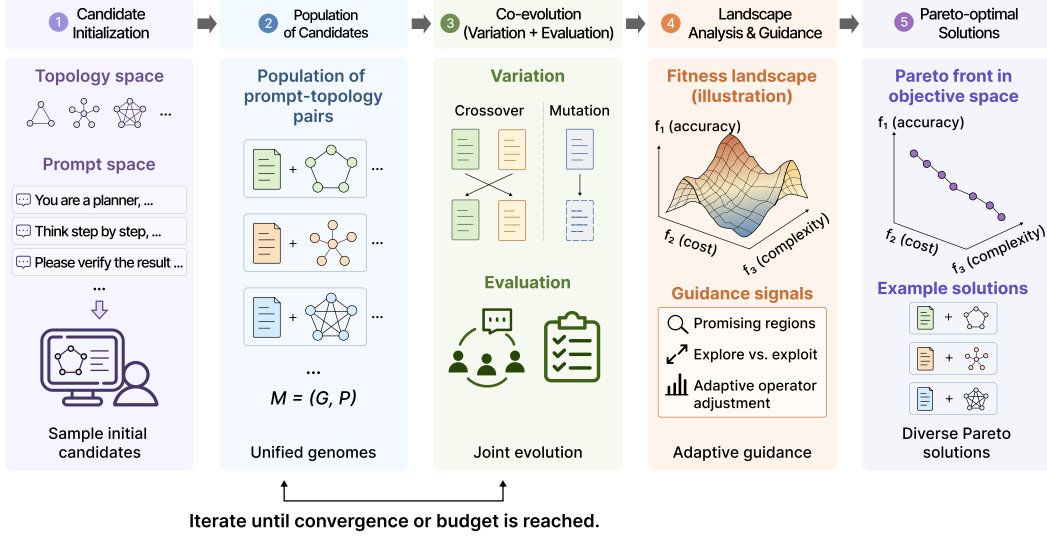 1 Candidate
Initialization
2 Population
of Candidates
3 Co-evolution
(Variation + Evaluation)
4 Landscape
Analysis & Guidance
5 Pareto-optimal
Solutions
Topology space
...
Prompt space
You are a planner, ...
Think step by step, ...
Please verify the result ...
...
Sample initial
candidates
Population of
prompt-topology
pairs
+ ...
+ ...
+ ...
...
M = (G, P)
Unified genomes
Variation
Crossover
Mutation
Evaluation
Joint evolution
Fitness landscape
(illustration)
f₁ (accuracy)
f₂ (cost)
f₃ (complexity)
Guidance signals
Promising regions
Explore vs. exploit
Adaptive operator
adjustment
Adaptive guidance
Pareto front in
objective space
f₁ (accuracy)
f₂ (cost)
f₃ (complexity)
Example solutions
+
+
+
Diverse Pareto
solutions
Iterate until convergence or budget is reached.